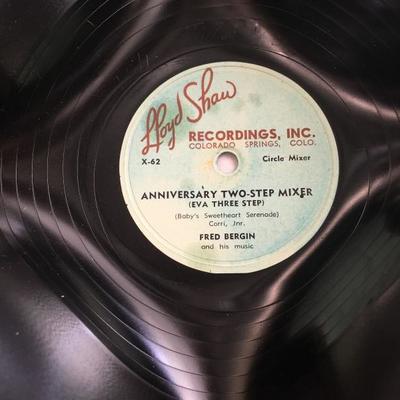 Lloyd Shaw
RECORDINGS, INC.
COLORADO SPRINGS, COLO.
X-62 Circle Mixer
ANNIVERSARY TWO-STEP MIXER
(EVA THREE STEP)
(Baby's Sweetheart Serenade)
Corri, Jnr.
FRED BERGIN
and his music